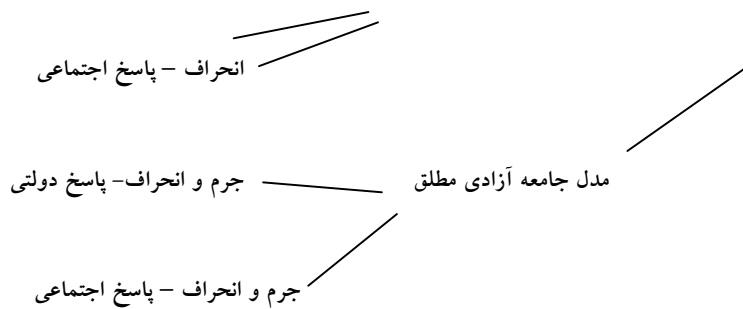 انحراف – پاسخ اجتماعی
مدل جامعه آزادی مطلق
جرم و انحراف– پاسخ دولتی
جرم و انحراف – پاسخ اجتماعی